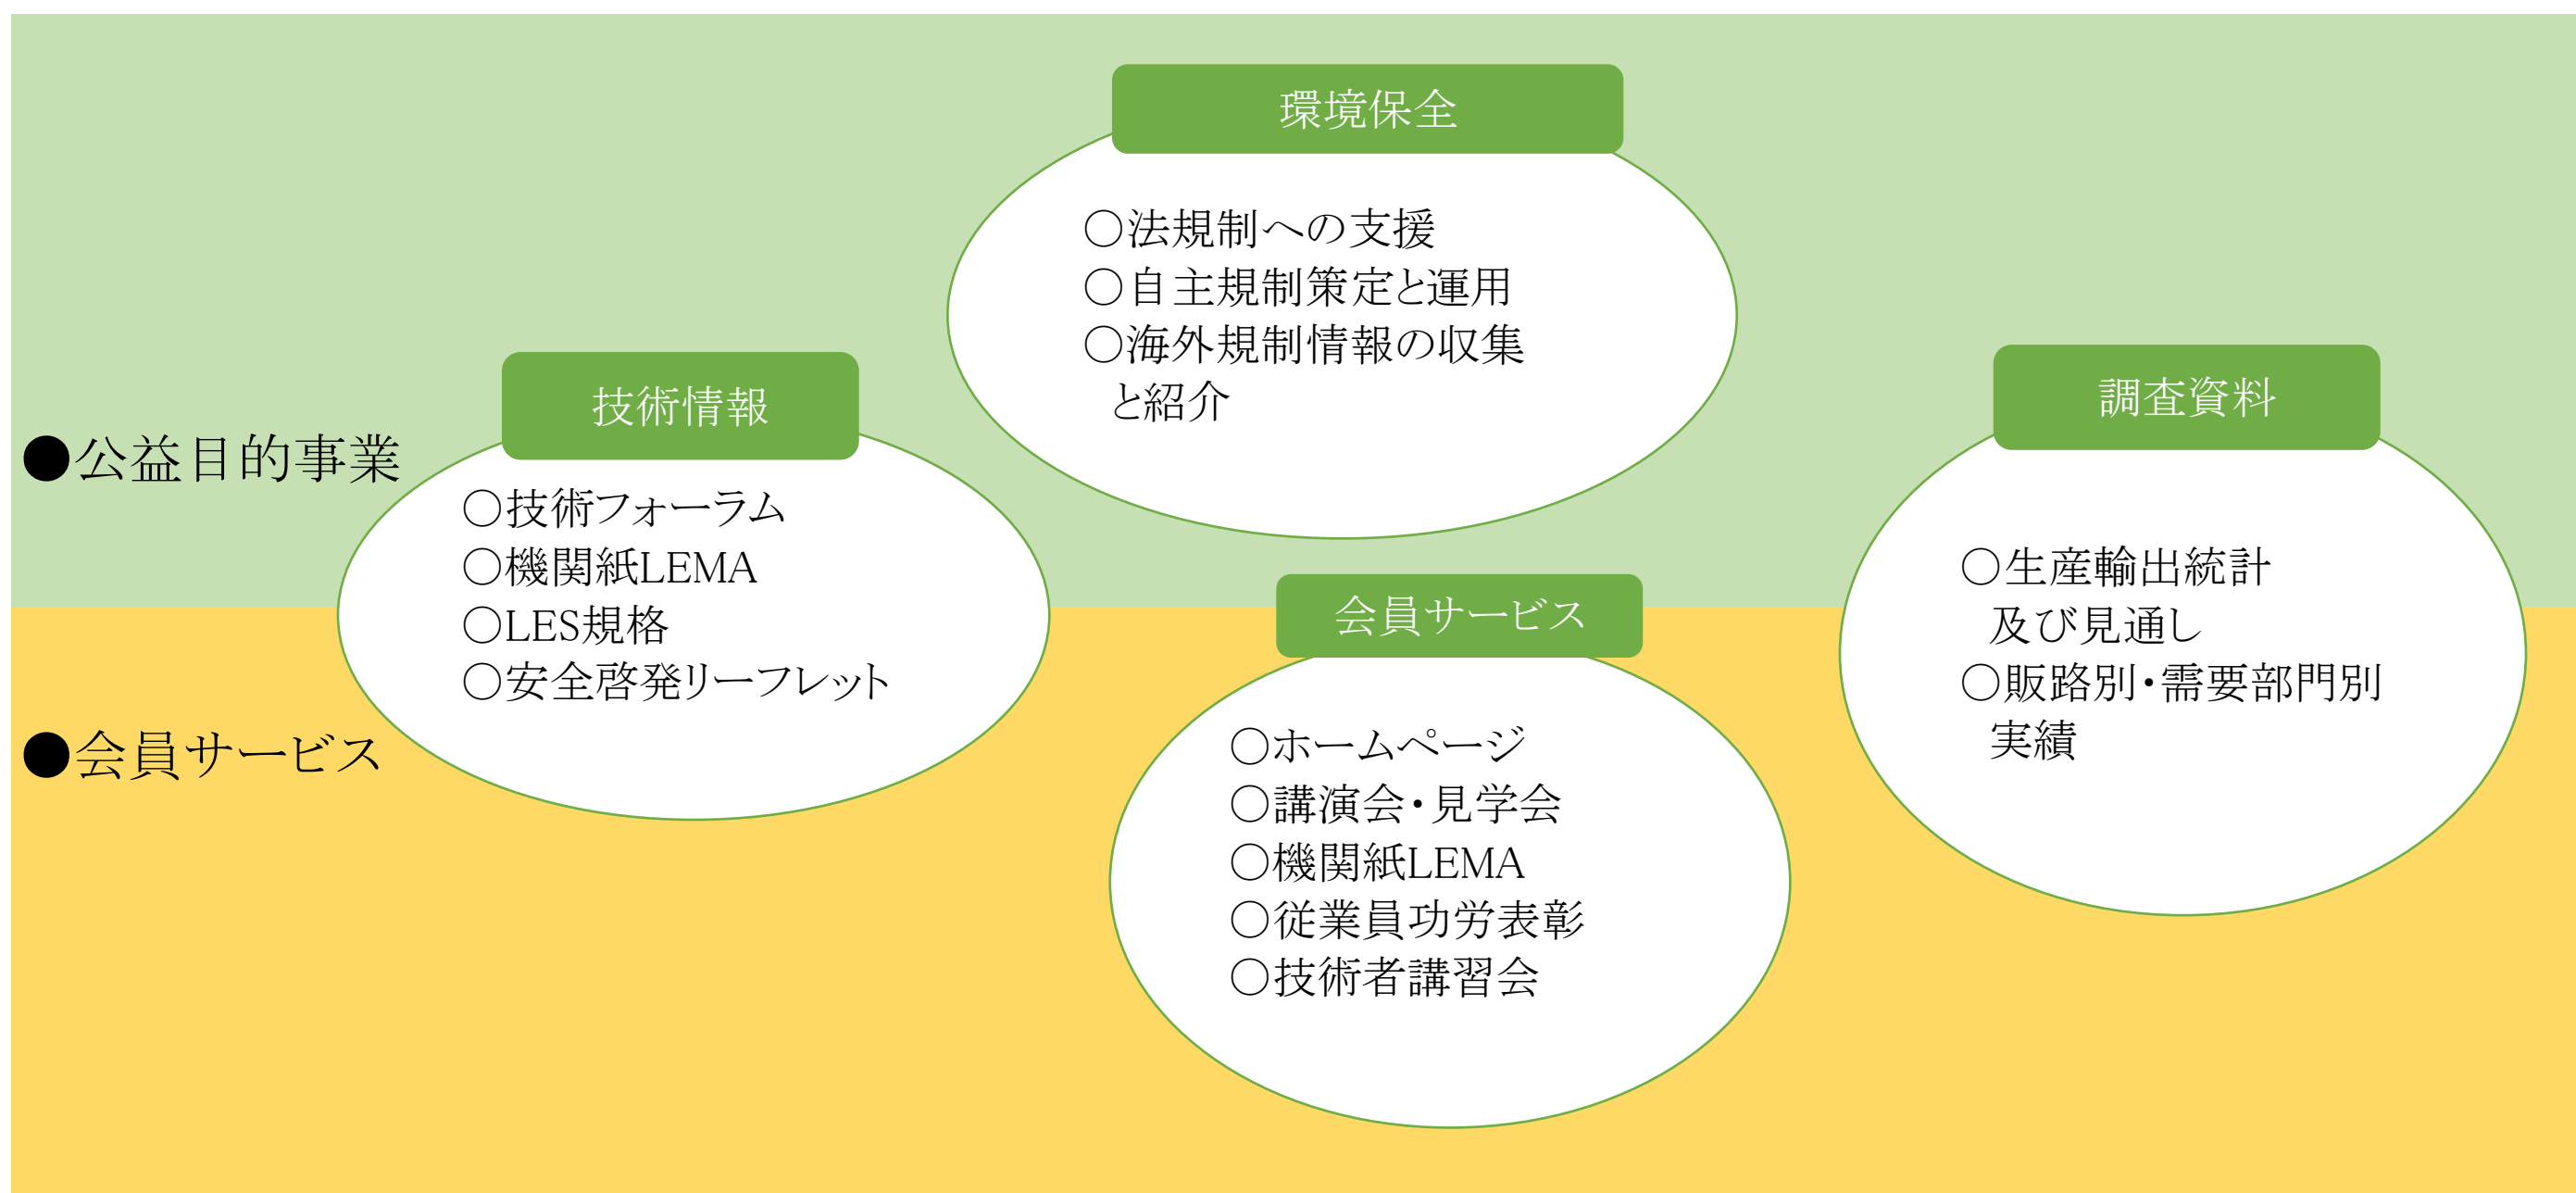 環境保全
○法規制への支援
○自主規制策定と運用
○海外規制情報の収集
と紹介
技術情報
○技術フォーラム
○機関紙LEMA
○LES規格
○安全啓発リーフレット
調査資料
○生産輸出統計
及び見通し
○販路別・需要部門別
実績
●公益目的事業
●会員サービス
会員サービス
○ホームページ
○講演会・見学会
○機関紙LEMA
○従業員功労表彰
○技術者講習会